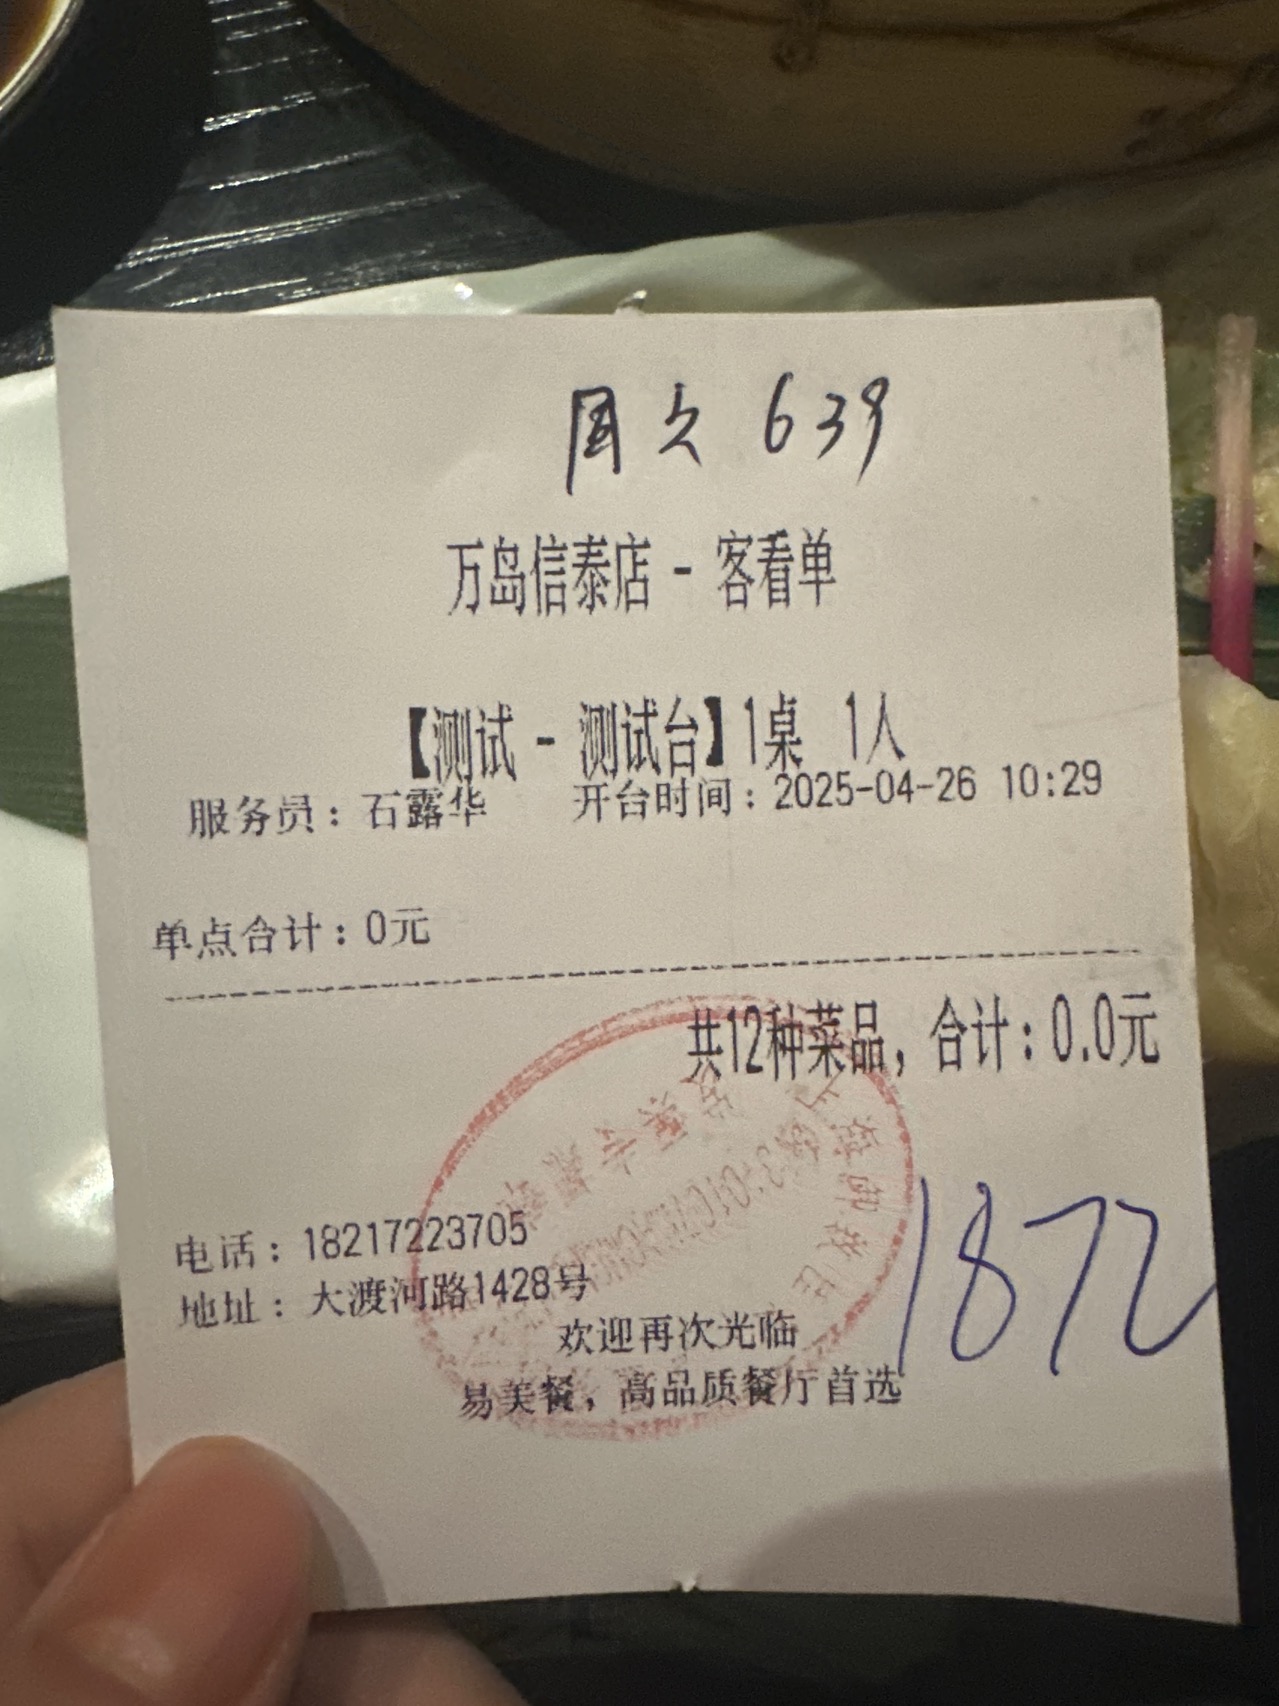 周久 639
万岛信泰店 - 客看单
【测试 - 测试台】1桌 1人
服务员：石露华 开台时间：2025-04-26 10:29
单点合计：0元
共12种菜品，合计：0.0元
电话：18217223705
地址：大渡河路1428号
欢迎再次光临
易美餐，高品质餐厅首选
1872